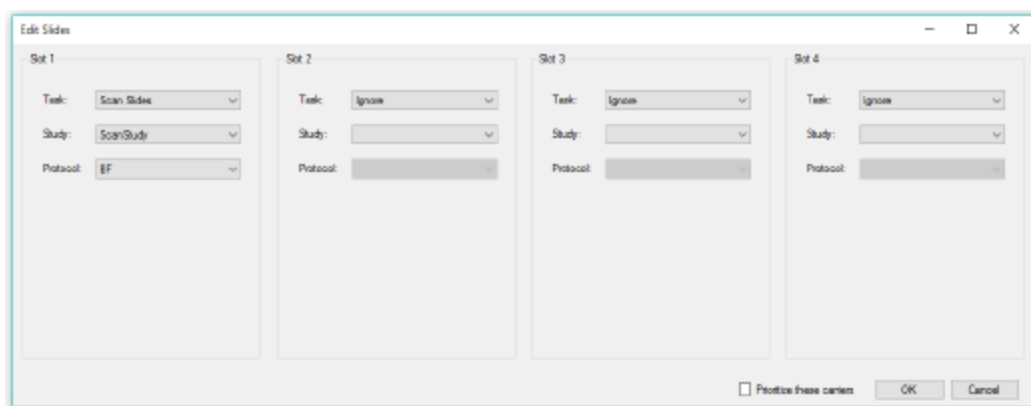 Edit Slides
Slot 1 Slot 2 Slot 3 Slot 4
Task: Scan Slides Task: Ignore Task: Ignore Task: Ignore
Study: ScanStudy Study: Study: Study:
Protocol: BF Protocol: Protocol: Protocol:
Prioritize these carriers OK Cancel